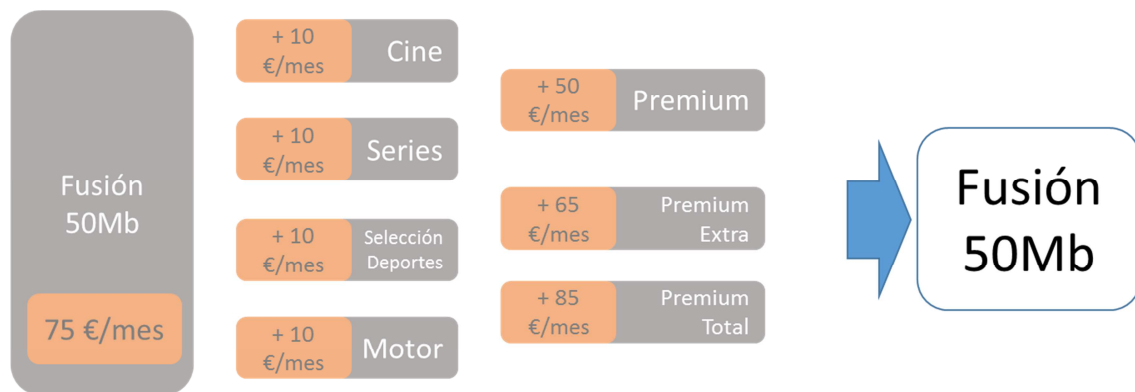 Fusión
50Mb
75 €/mes
+ 10
€/mes
Cine
+ 10
€/mes
Series
+ 10
€/mes
Selección
Deportes
+ 10
€/mes
Motor
+ 50
€/mes
Premium
+ 65
€/mes
Premium
Extra
+ 85
€/mes
Premium
Total
Fusión
50Mb